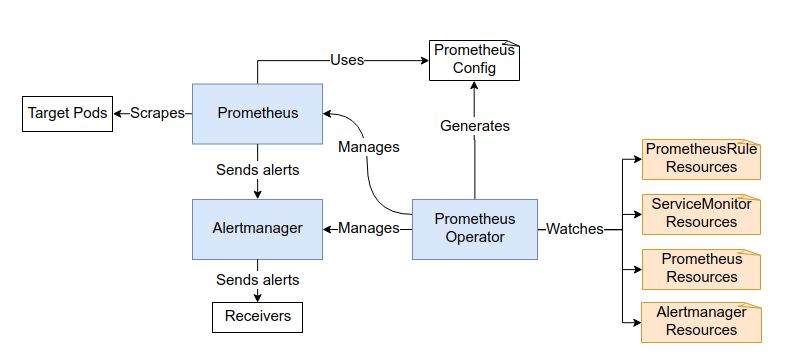 Uses
Prometheus
Config
Target Pods
Scrapes
Prometheus
Generates
Manages
PrometheusRule
Resources
Sends alerts
ServiceMonitor
Resources
Alertmanager
Manages
Prometheus
Operator
Watches
Prometheus
Resources
Sends alerts
Receivers
Alertmanager
Resources